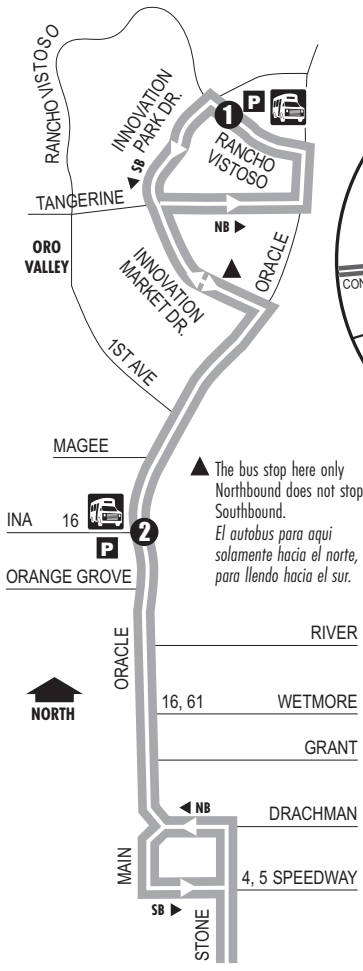 RANCHO VISTOSO
INNOVATION
PARK DR.
1
P
RANCHO
VISTOSO
SB
TANGERINE
NB
ORO
VALLEY
ORACLE
INNOVATION
MARKET DR.
CON
1ST AVE
MAGEE
The bus stop here only
Northbound does not stop
Southbound.
El autobus para aqui
solamente hacia el norte,
para llendo hacia el sur.
INA 16
P
2
ORANGE GROVE
ORACLE
RIVER
NORTH
16, 61 WETMORE
GRANT
NB
DRACHMAN
MAIN
4, 5 SPEEDWAY
SB
STONE